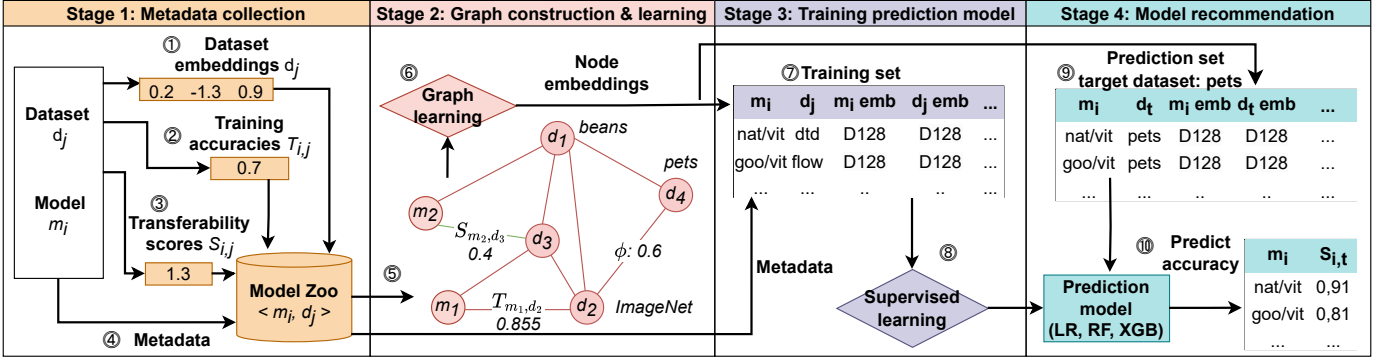 Stage 1: Metadata collection
① Dataset
embeddings dj
0.2 -1.3 0.9
Dataset
dj
② Training
accuracies Ti,j
0.7
Model
mi
③ Transferability
scores Si,j
1.3
Model Zoo
< mi, dj >
④ Metadata
Stage 2: Graph construction & learning
⑥
Graph
learning
Node
embeddings
d1 beans
pets
d4
m2
Sm2,d3
0.4
d3
ϕ: 0.6
⑤
m1
Tm1,d2
0.855
d2
ImageNet
Stage 3: Training prediction model
⑦ Training set
mi dj mi emb dj emb ...
nat/vit dtd D128 D128 ...
goo/vit flow D128 D128 ...
... ... .. .. ...
Metadata
⑧
Supervised
learning
Stage 4: Model recommendation
⑨ Prediction set
target dataset: pets
mi dt mi emb dt emb ...
nat/vit pets D128 D128 ...
goo/vit pets D128 D128 ...
... ... .. .. ...
⑩ Predict
accuracy
Prediction
model
(LR, RF, XGB)
mi Si,t
nat/vit 0,91
goo/vit 0,81
... ...